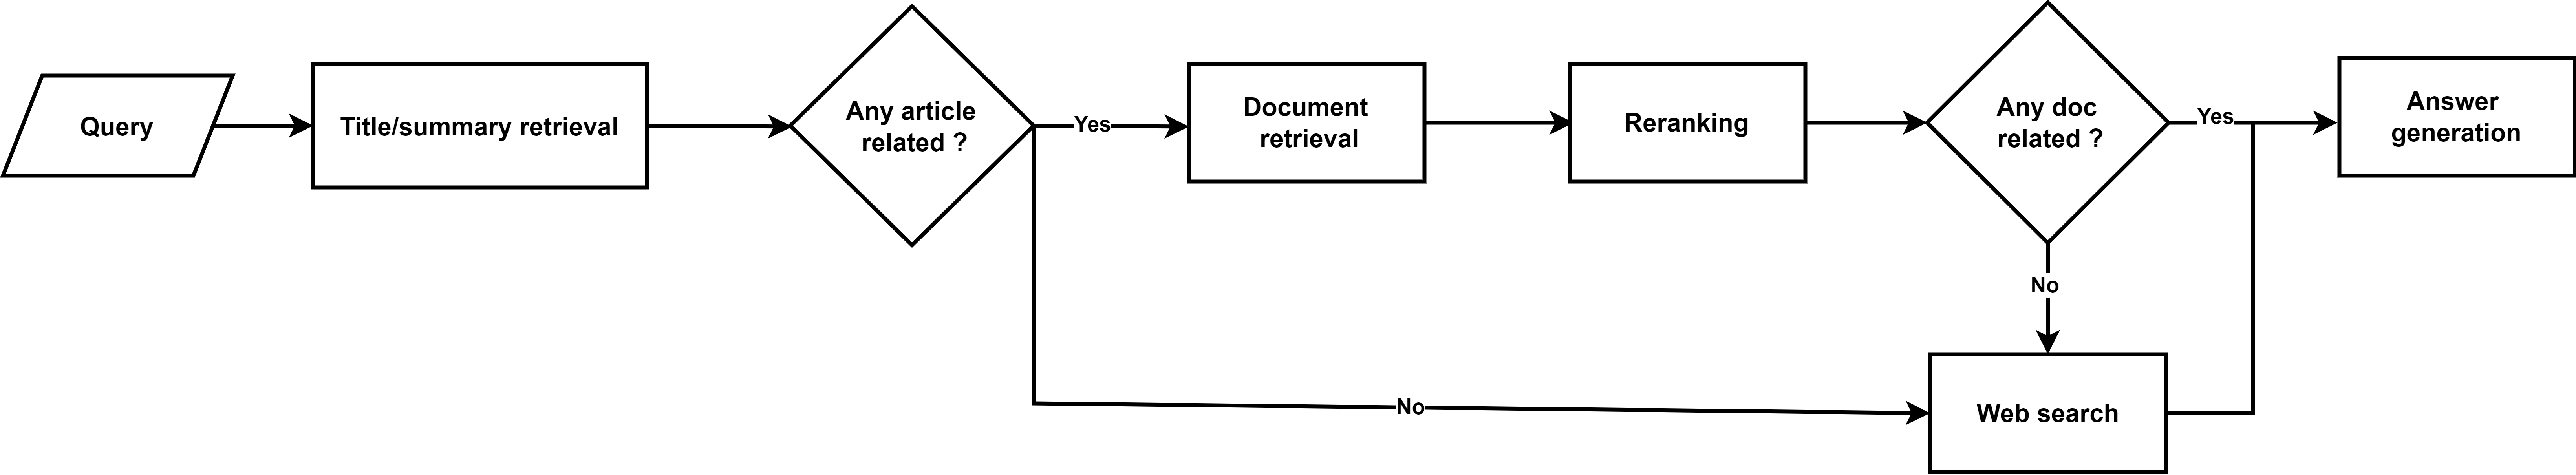 Query
Title/summary retrieval
Any article
related ?
Yes
Document
retrieval
Reranking
Any doc
related ?
Yes
Answer
generation
No
No
Web search